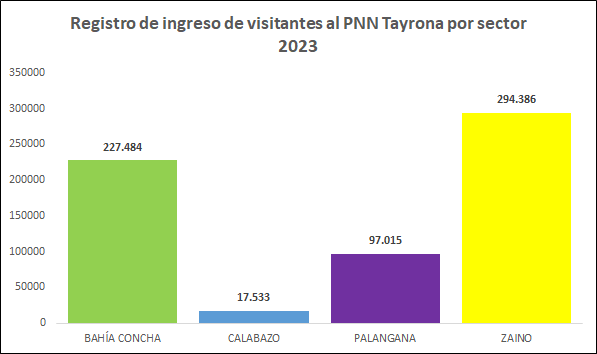 Registro de ingreso de visitantes al PNN Tayrona por sector
2023
350000
300000
250000
200000
150000
100000
50000
0
227.484
17.533
97.015
294.386
BAHÍA CONCHA
CALABAZO
PALANGANA
ZAINO